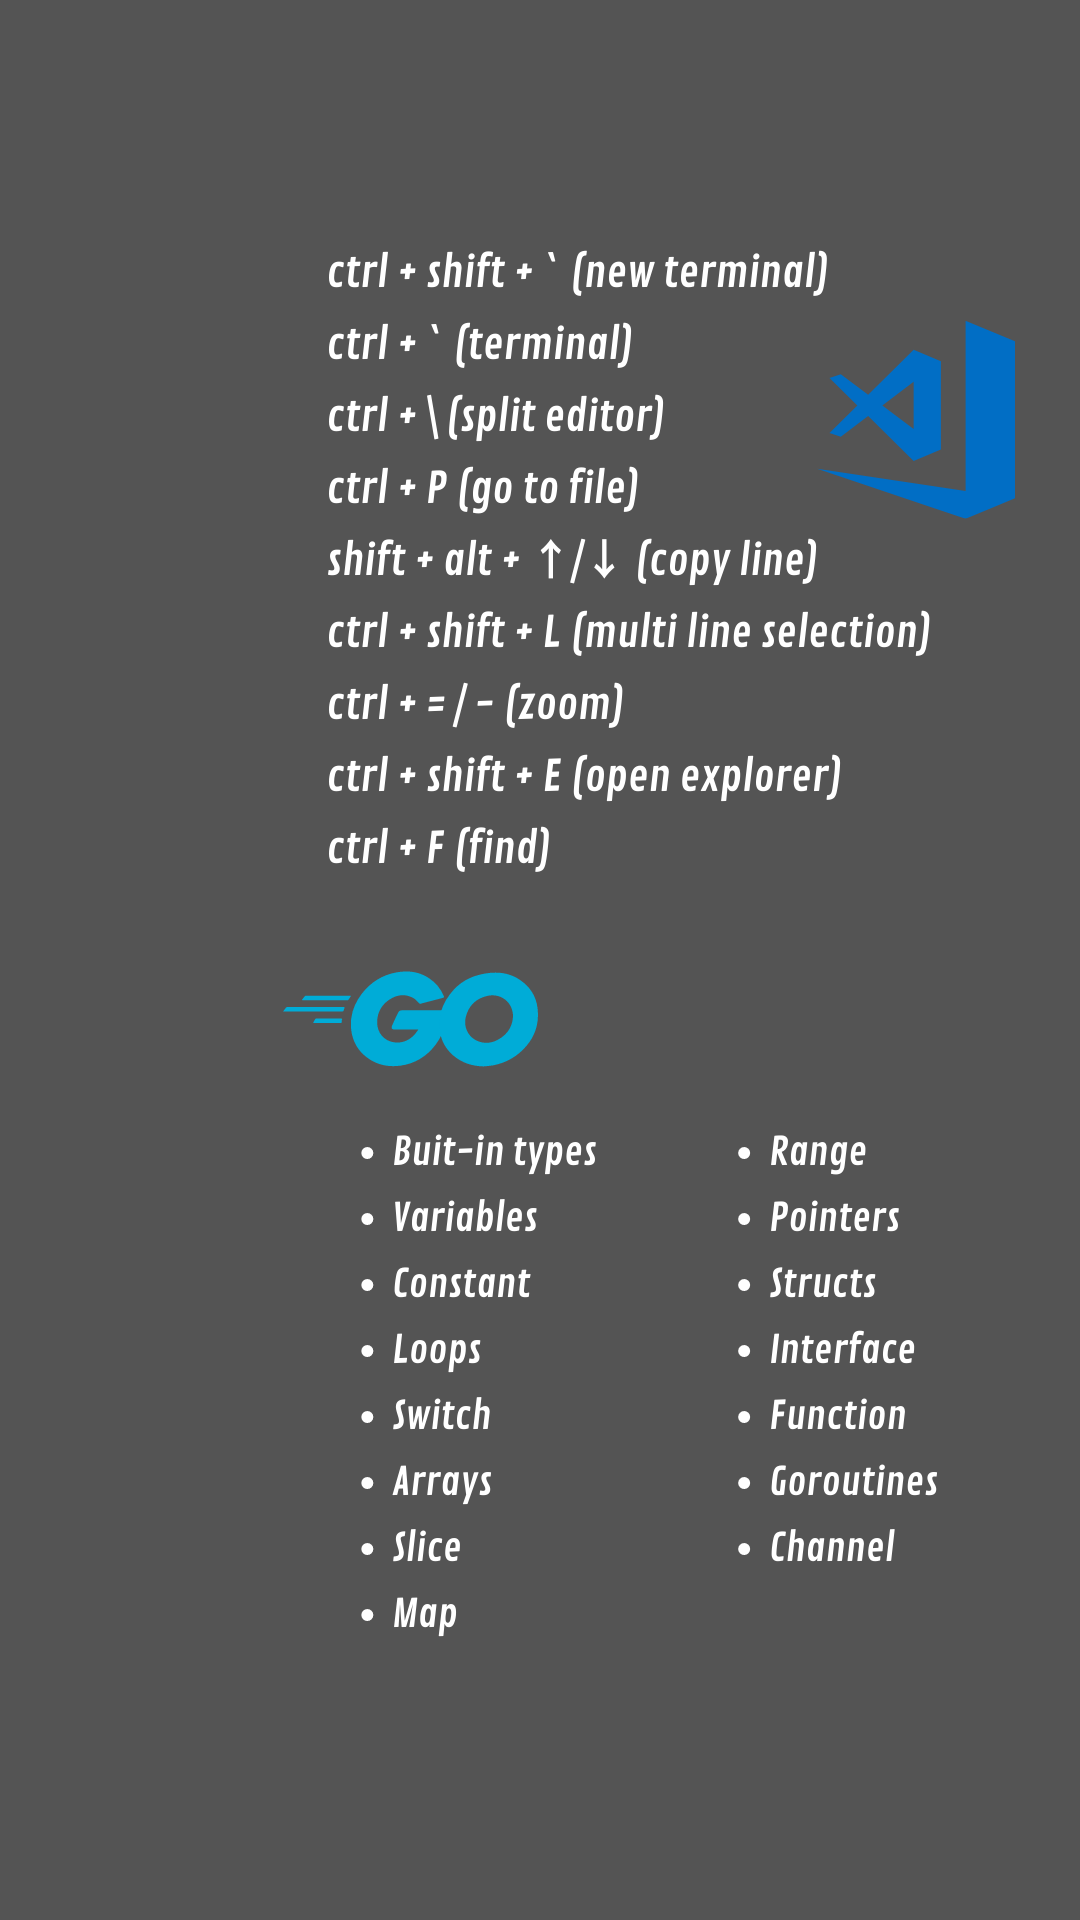 ctrl + shift + ` (new terminal)
ctrl + ` (terminal)
ctrl + \ (split editor)
ctrl + P (go to file)
shift + alt + ↑/↓ (copy line)
ctrl + shift + L (multi line selection)
ctrl + = / - (zoom)
ctrl + shift + E (open explorer)
ctrl + F (find)
GO
• Buit-in types
• Variables
• Constant
• Loops
• Switch
• Arrays
• Slice
• Map
• Range
• Pointers
• Structs
• Interface
• Function
• Goroutines
• Channel